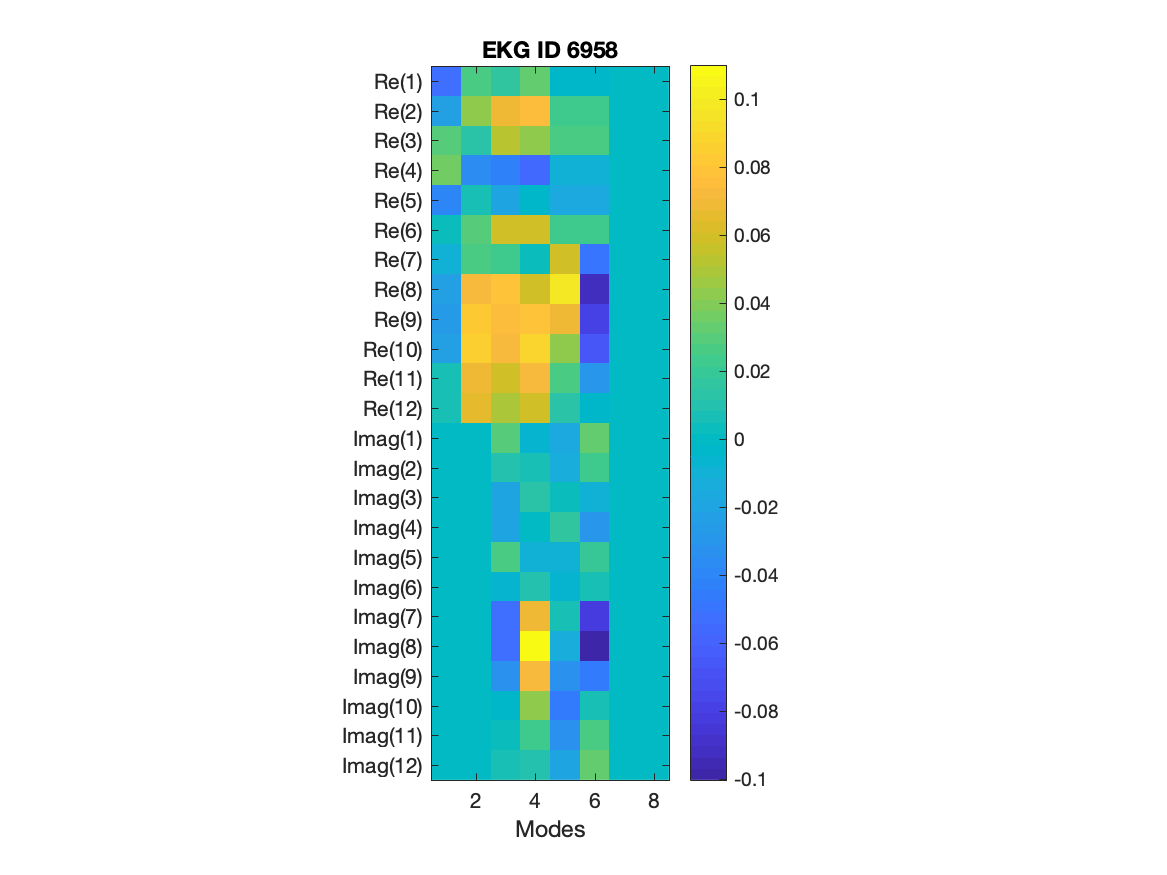 EKG ID 6958
Re(1)
Re(2)
Re(3)
Re(4)
Re(5)
Re(6)
Re(7)
Re(8)
Re(9)
Re(10)
Re(11)
Re(12)
Imag(1)
Imag(2)
Imag(3)
Imag(4)
Imag(5)
Imag(6)
Imag(7)
Imag(8)
Imag(9)
Imag(10)
Imag(11)
Imag(12)
2 4 6 8
Modes
0.1
0.08
0.06
0.04
0.02
0
-0.02
-0.04
-0.06
-0.08
-0.1